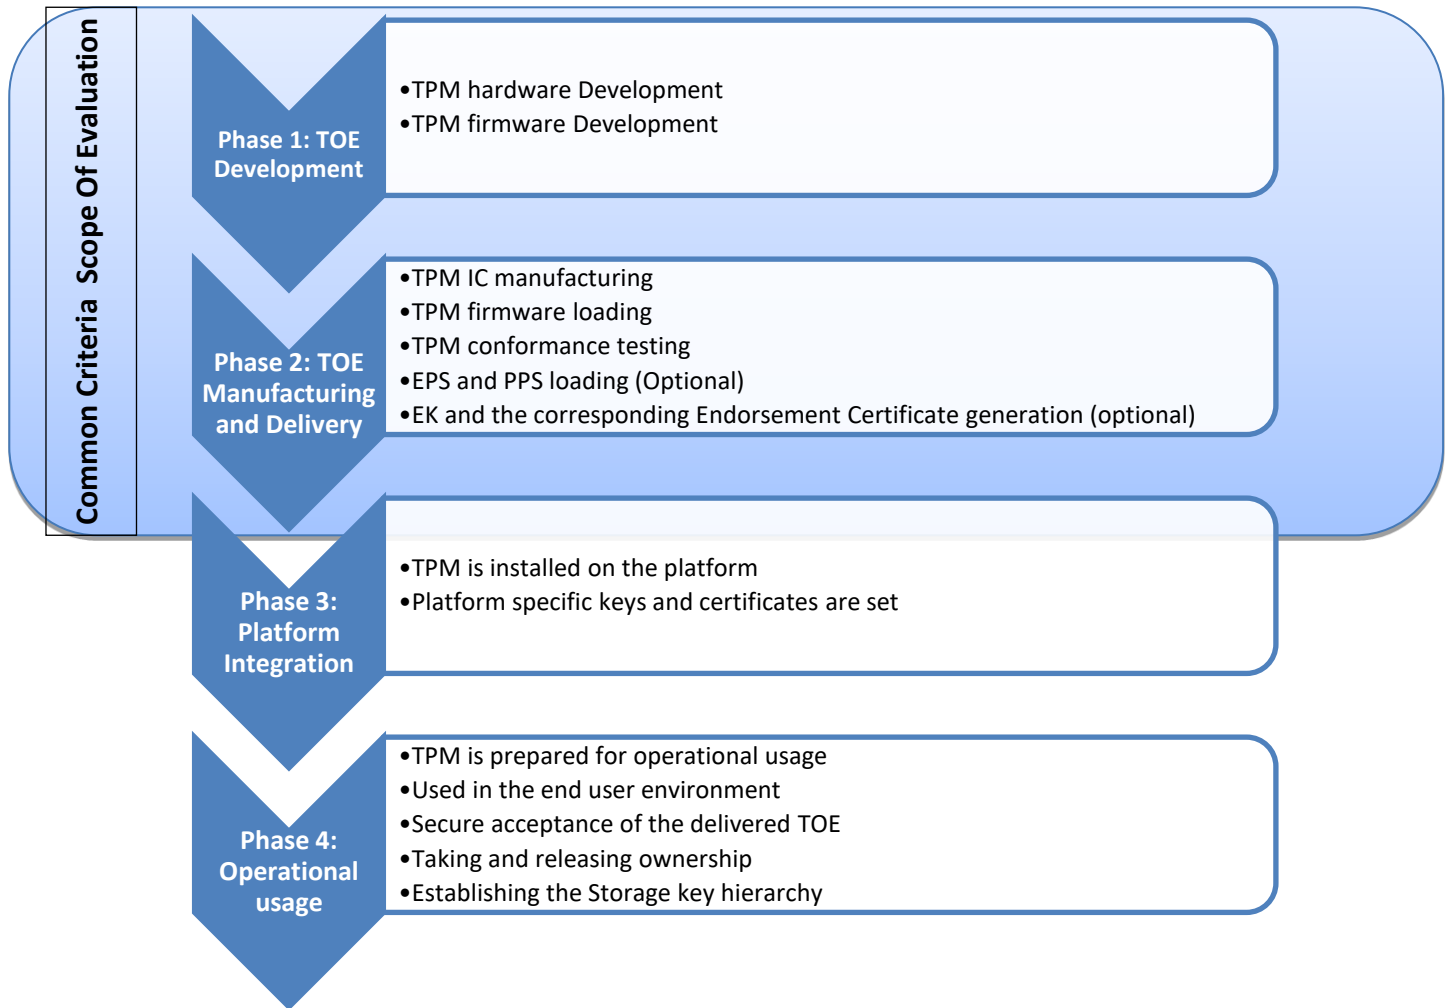 Common Criteria  Scope Of Evaluation
Phase 1: TOE
Development
•TPM hardware Development
•TPM firmware Development
Phase 2: TOE
Manufacturing
and Delivery
•TPM IC manufacturing
•TPM firmware loading
•TPM conformance testing
•EPS and PPS loading (Optional)
•EK and the corresponding Endorsement Certificate generation (optional)
Phase 3:
Platform
Integration
•TPM is installed on the platform
•Platform specific keys and certificates are set
Phase 4:
Operational
usage
•TPM is prepared for operational usage
•Used in the end user environment
•Secure acceptance of the delivered TOE
•Taking and releasing ownership
•Establishing the Storage key hierarchy